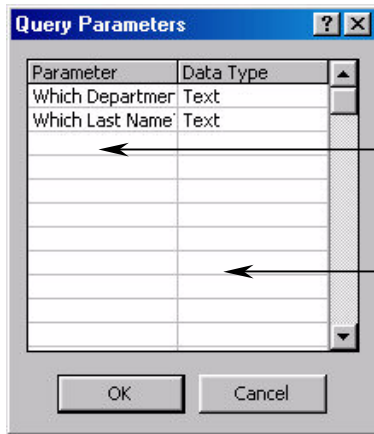 Query Parameters
Parameter Data Type
Which Departmer Text
Which Last Name Text
OK Cancel